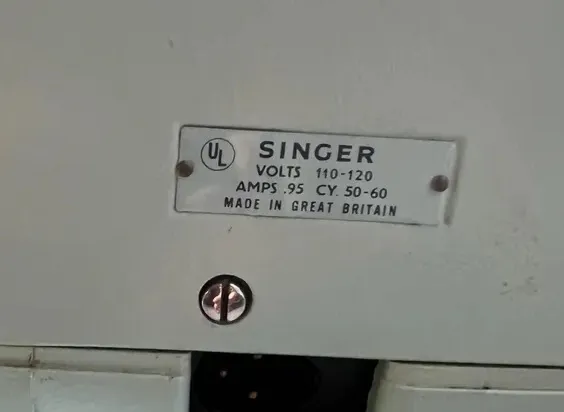 UL SINGER
VOLTS 110-120
AMPS .95 CY. 50-60
MADE IN GREAT BRITAIN